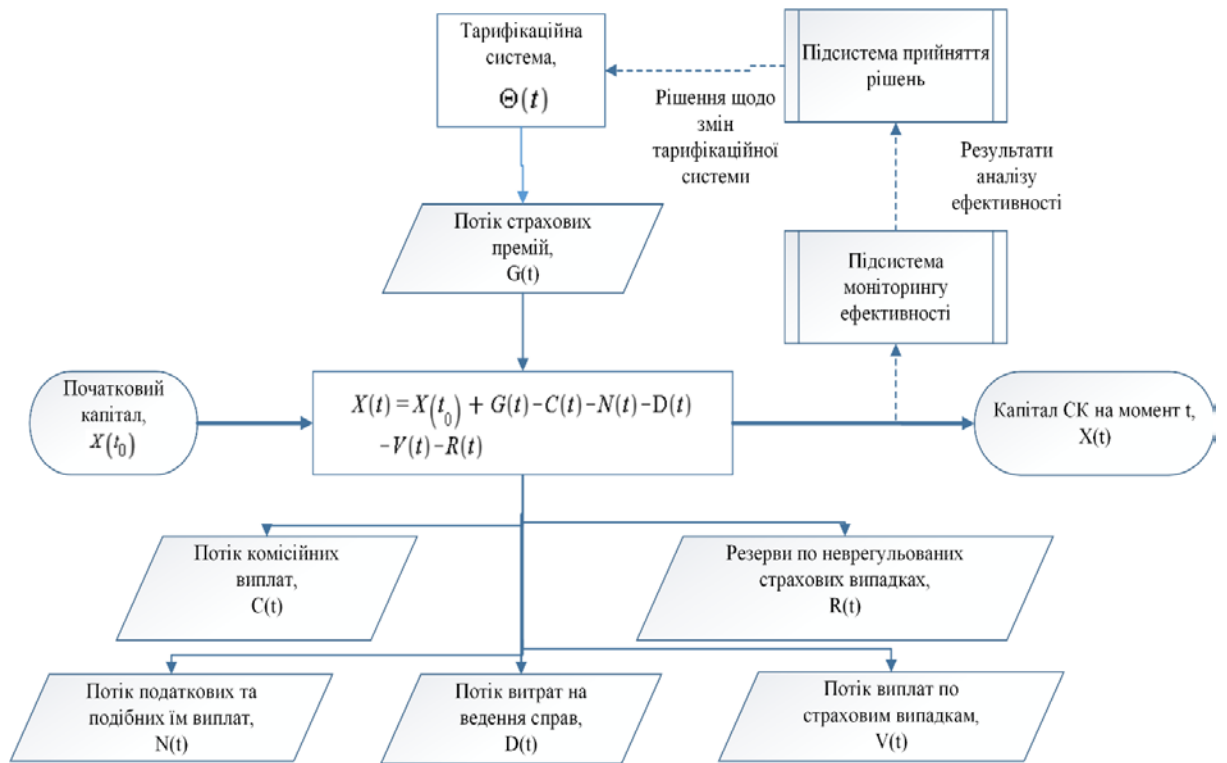 Тарифікаційна
система,
Θ(t)
Підсистема прийняття
рішень
Рішення щодо
змін
тарифікаційної
системи
Результати
аналізу
ефективності
Потік страхових
премій,
G(t)
Підсистема
моніторингу
ефективності
Початковий
капітал,
X(t₀)
X(t) = X(t₀) + G(t) – C(t) – N(t) – D(t)
– V(t) – R(t)
Капітал СК на момент t,
X(t)
Потік комісійних
виплат,
C(t)
Резерви по неврегульованих
страхових випадках,
R(t)
Потік податкових та
подібних їм виплат,
N(t)
Потік витрат на
ведення справ,
D(t)
Потік виплат по
страховим випадкам,
V(t)